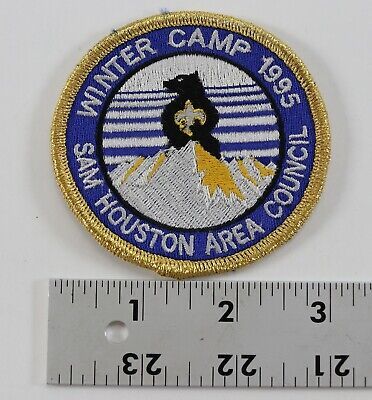 WINTER CAMP 1995
SAM HOUSTON AREA COUNCIL
1 2 3
23 22 21